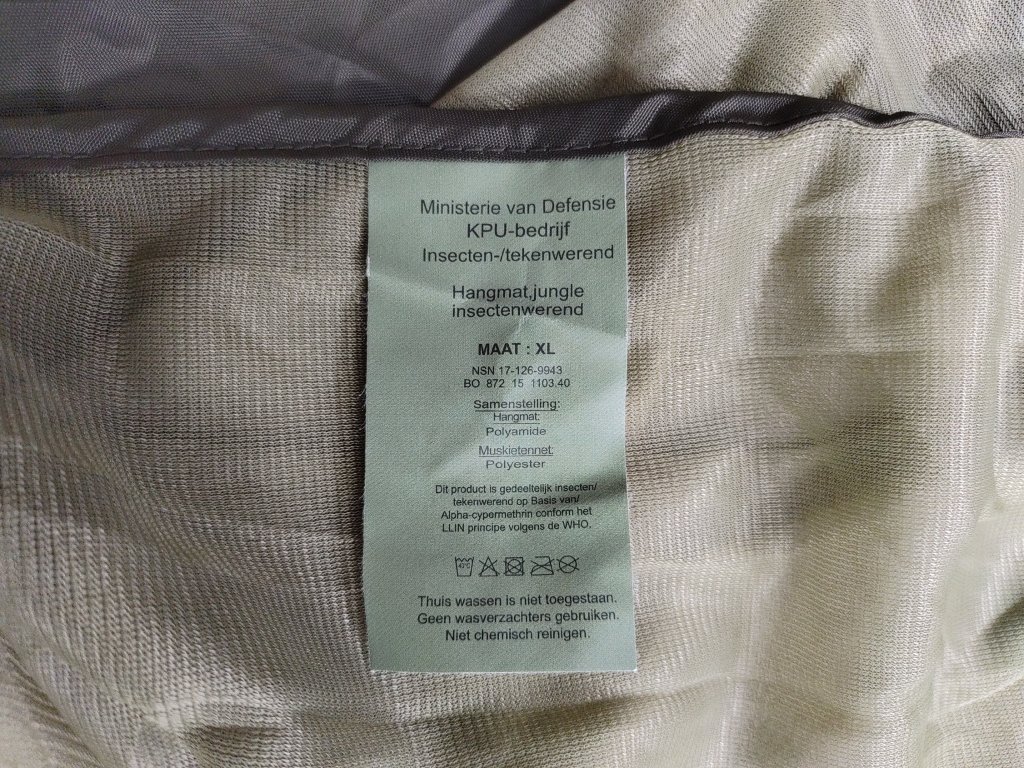 Ministerie van Defensie
KPU-bedrijf
Insecten-/tekenwerend
Hangmat,jungle
insectenwerend
MAAT : XL
NSN 17-126-9943
BO 872 15 1103.40
Samenstelling:
Hangmat:
Polyamide
Muskietennet:
Polyester
Dit product is gedeeltelijk insecten/
tekenwerend op Basis van/
Alpha-cypermethrin conform het
LLIN principe volgens de WHO.
40°C
Thuis wassen is niet toegestaan.
Geen wasverzachters gebruiken.
Niet chemisch reinigen.